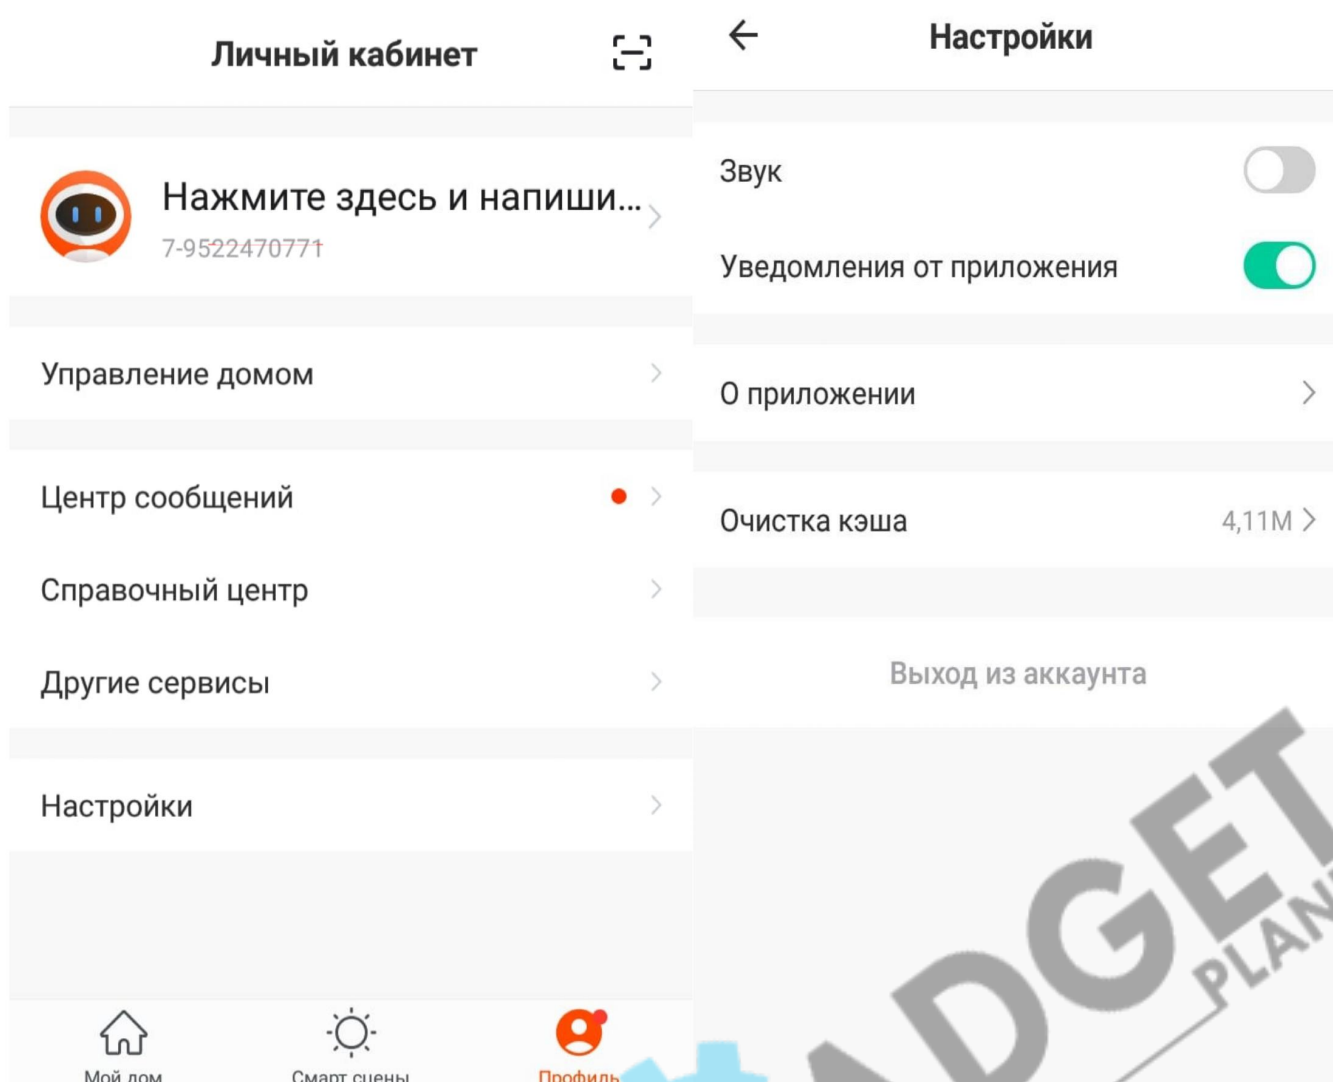 Личный кабинет
Нажмите здесь и напиши...
7-9522470771
Управление домом
Центр сообщений
Справочный центр
Другие сервисы
Настройки
Мой дом
Смарт сцены
Профиль
Настройки
Звук
Уведомления от приложения
О приложении
Очистка кэша
4,11M
Выход из аккаунта
ADGET
PLAN